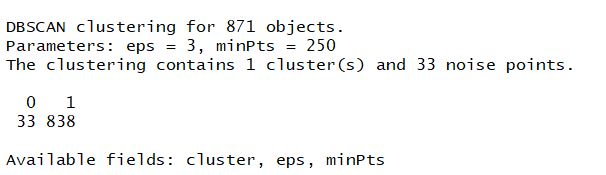 DBSCAN clustering for 871 objects.
Parameters: eps = 3, minPts = 250
The clustering contains 1 cluster(s) and 33 noise points.
0 1
33 838
Available fields: cluster, eps, minPts